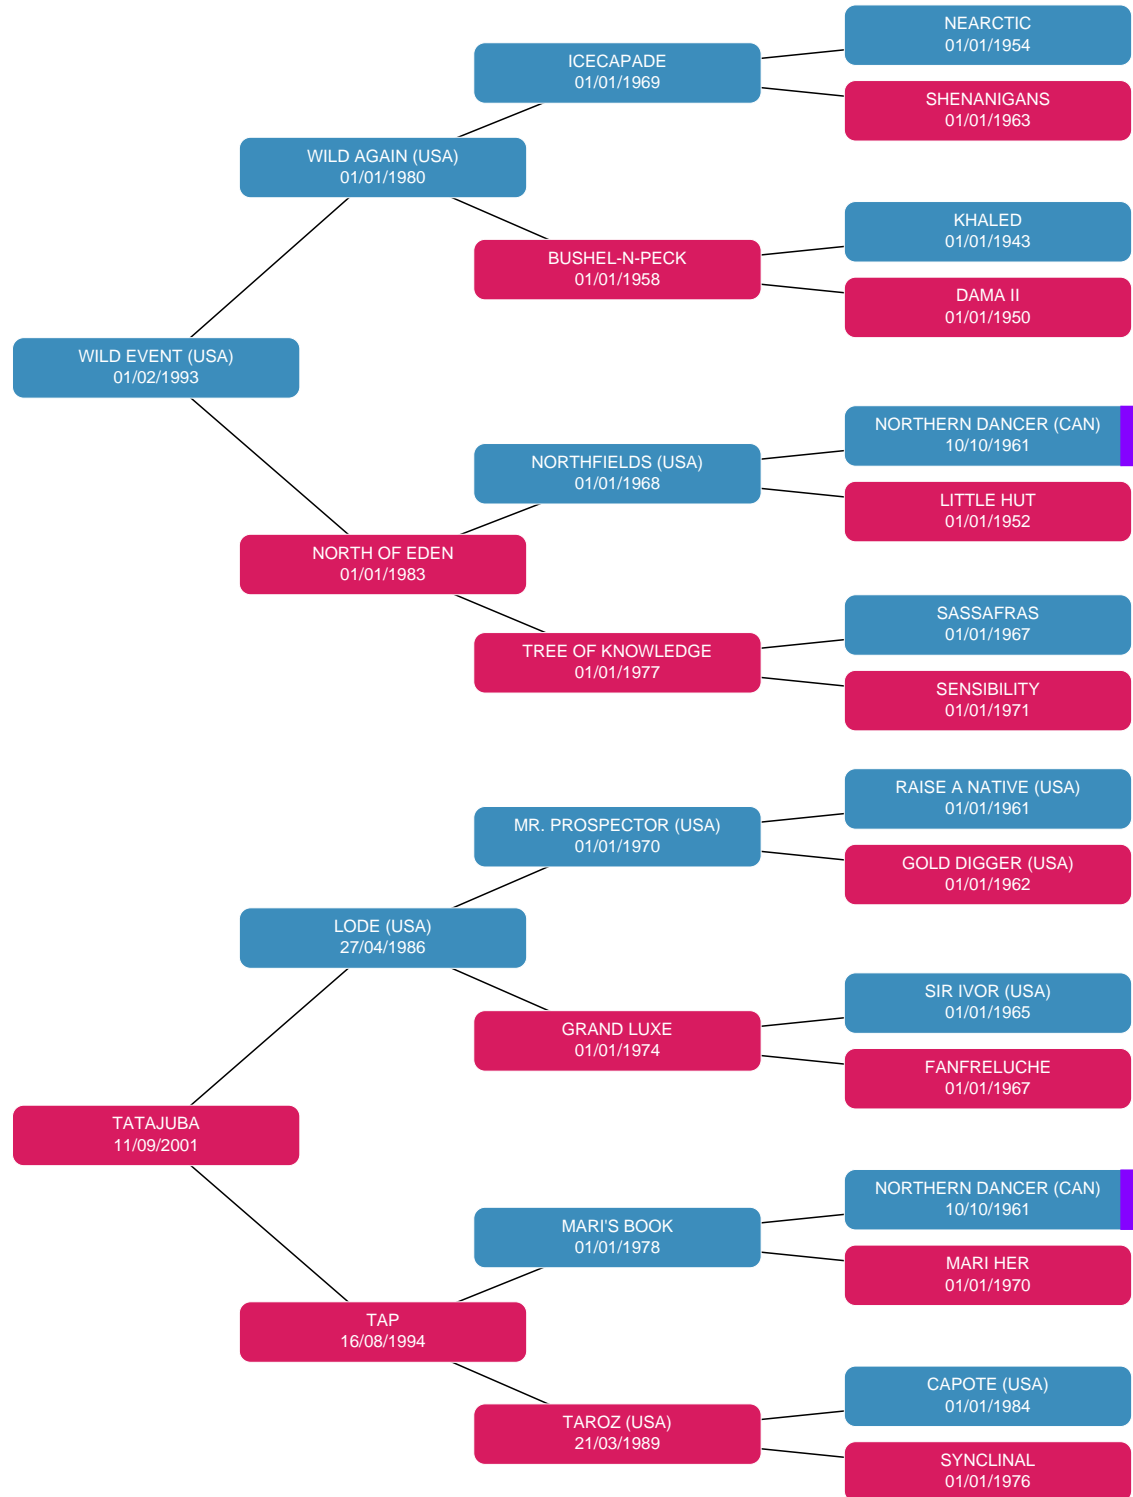 NEARCTIC
01/01/1954
ICECAPADE
01/01/1969
SHENANIGANS
01/01/1963
WILD AGAIN (USA)
01/01/1980
KHALED
01/01/1943
BUSHEL-N-PECK
01/01/1958
DAMA II
01/01/1950
WILD EVENT (USA)
01/02/1993
NORTHERN DANCER (CAN)
10/10/1961
NORTHFIELDS (USA)
01/01/1968
LITTLE HUT
01/01/1952
NORTH OF EDEN
01/01/1983
SASSAFRAS
01/01/1967
TREE OF KNOWLEDGE
01/01/1977
SENSIBILITY
01/01/1971
RAISE A NATIVE (USA)
01/01/1961
MR. PROSPECTOR (USA)
01/01/1970
GOLD DIGGER (USA)
01/01/1962
LODE (USA)
27/04/1986
SIR IVOR (USA)
01/01/1965
GRAND LUXE
01/01/1974
FANFRELUCHE
01/01/1967
TATAJUBA
11/09/2001
NORTHERN DANCER (CAN)
10/10/1961
MARI'S BOOK
01/01/1978
MARI HER
01/01/1970
TAP
16/08/1994
CAPOTE (USA)
01/01/1984
TAROZ (USA)
21/03/1989
SYNCLINAL
01/01/1976